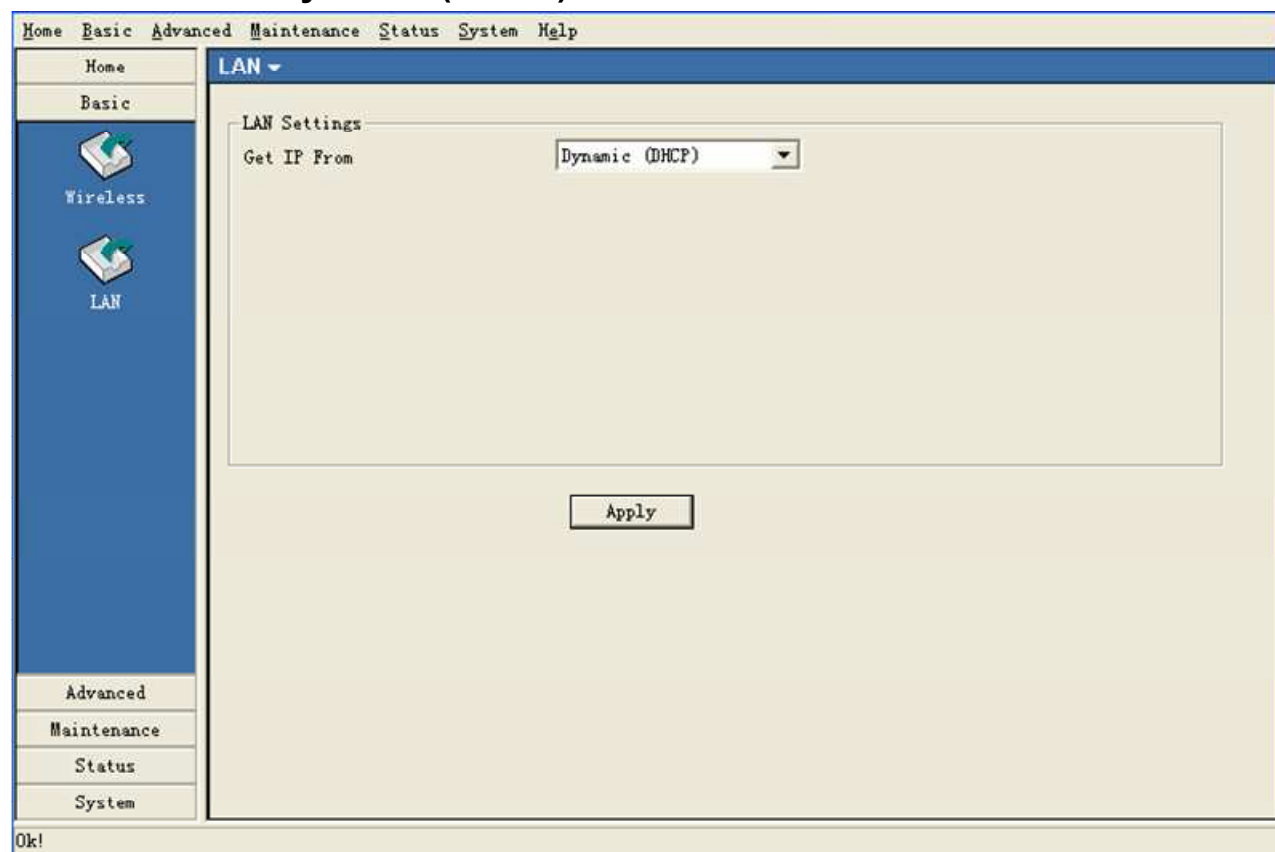 Home Basic Advanced Maintenance Status System Help
Home
Basic
Wireless
LAN
Advanced
Maintenance
Status
System
LAN
LAN Settings
Get IP From Dynamic (DHCP)
Apply
Ok!